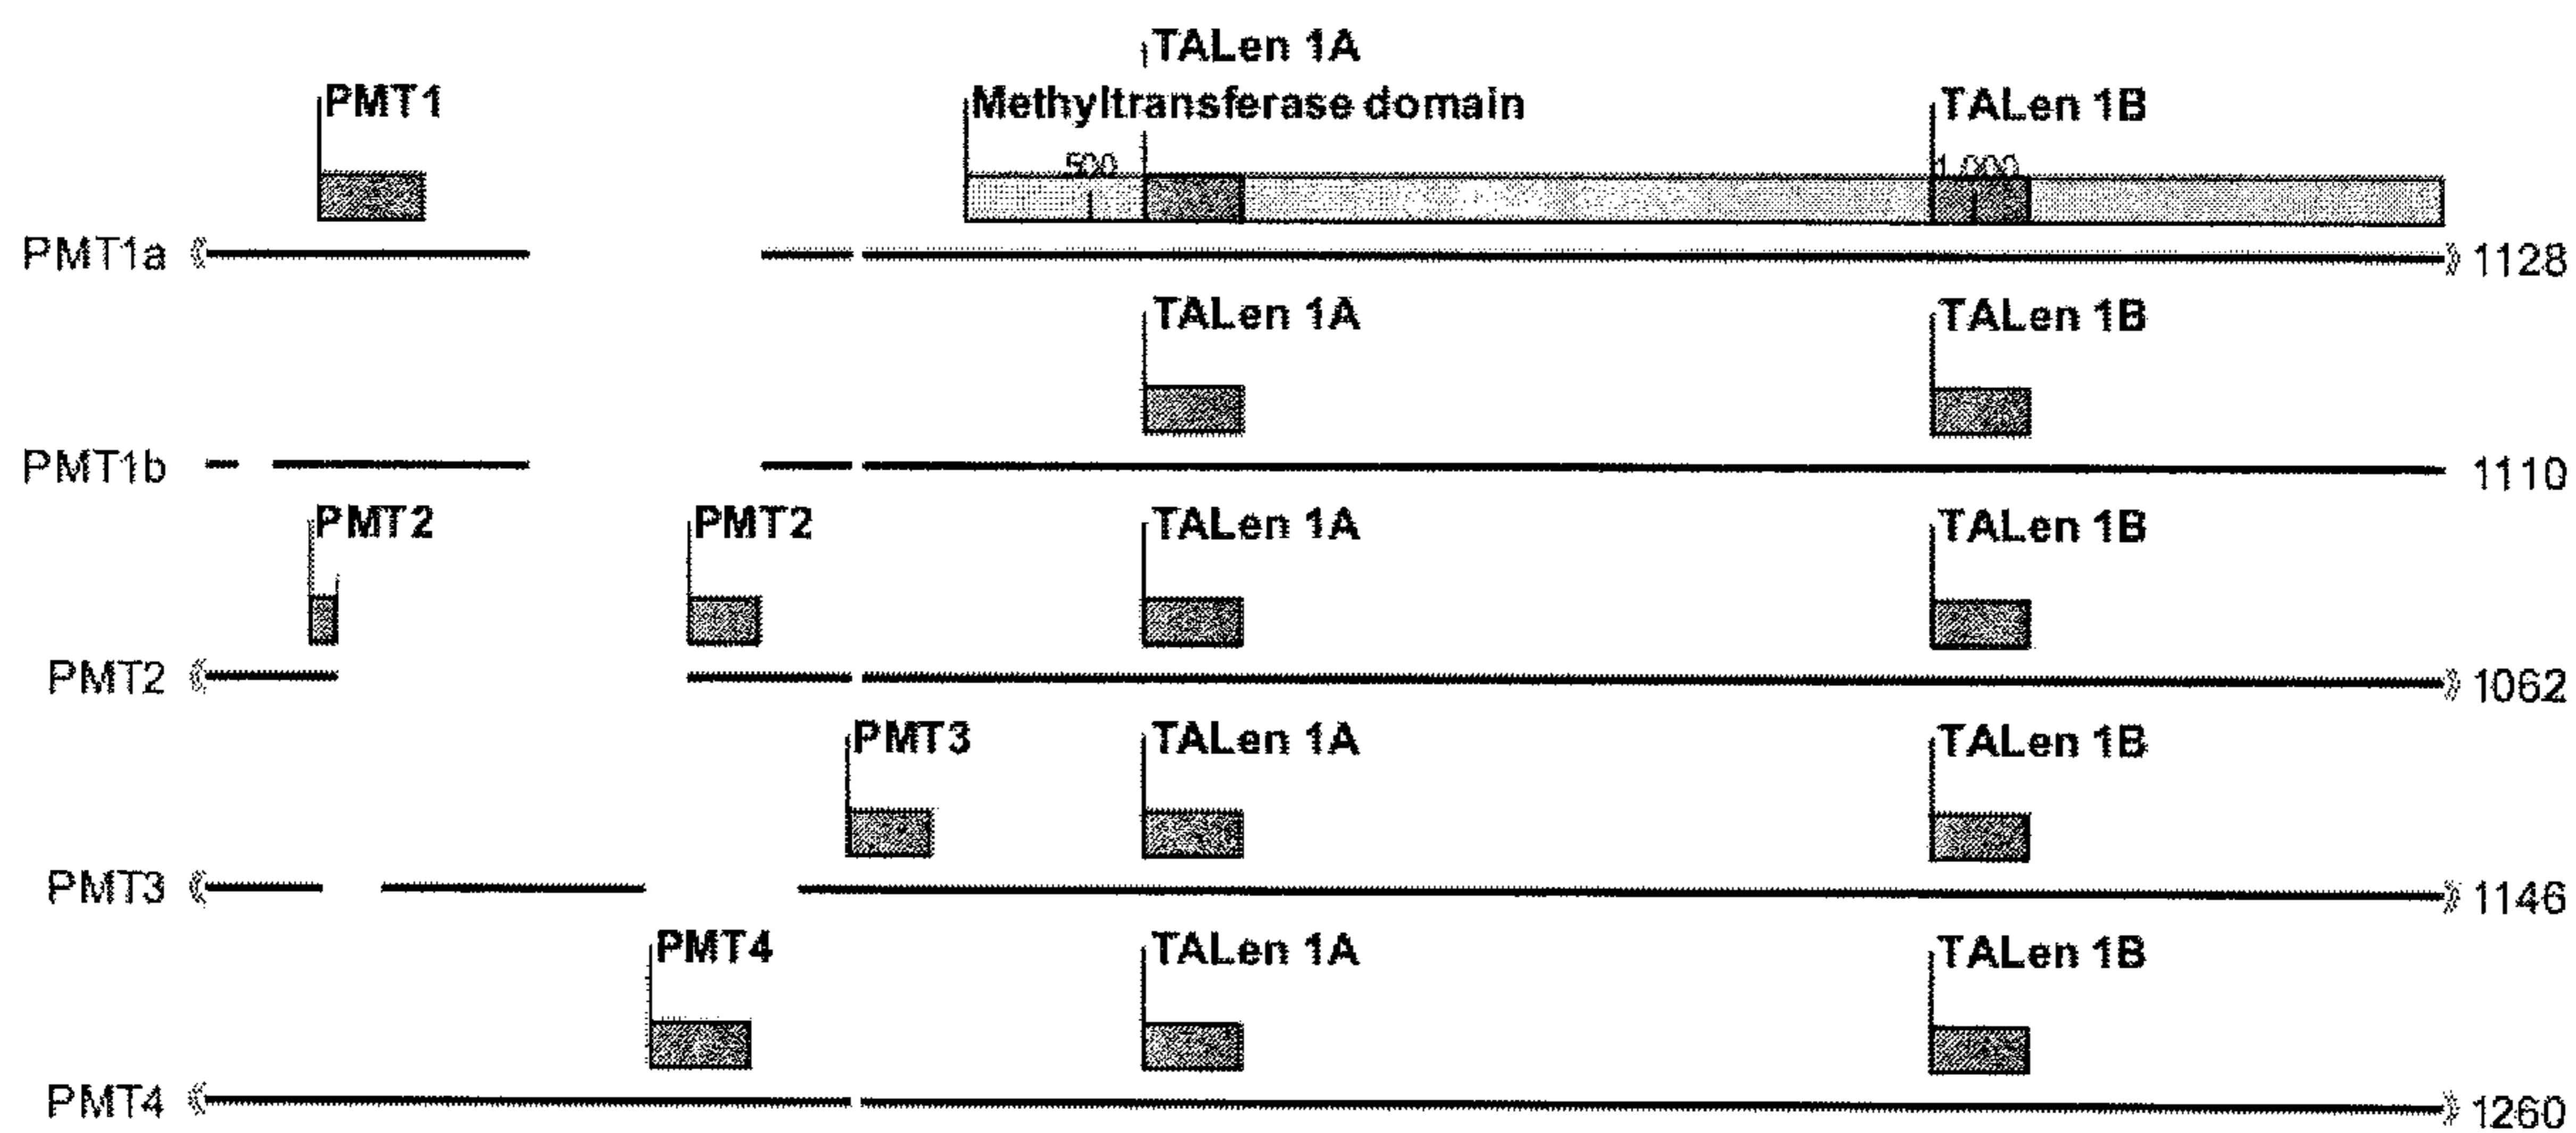 TALen 1A
PMT1 Methyltransferase domain TALen 1B
500 1,000
PMT1a 1128
TALen 1A TALen 1B
PMT1b 1110
PMT2 PMT2 TALen 1A TALen 1B
PMT2 1062
PMT3 TALen 1A TALen 1B
PMT3 1146
PMT4 TALen 1A TALen 1B
PMT4 1260